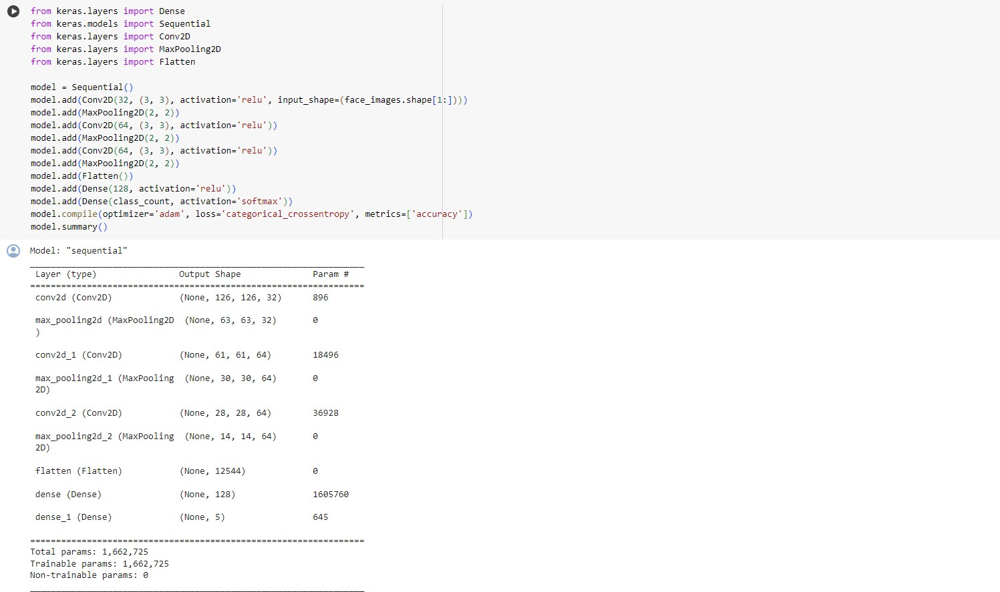 from keras.layers import Dense
from keras.models import Sequential
from keras.layers import Conv2D
from keras.layers import MaxPooling2D
from keras.layers import Flatten
model = Sequential()
model.add(Conv2D(32, (3, 3), activation='relu', input_shape=(face_images.shape[1:])))
model.add(MaxPooling2D(2, 2))
model.add(Conv2D(64, (3, 3), activation='relu'))
model.add(MaxPooling2D(2, 2))
model.add(Conv2D(64, (3, 3), activation='relu'))
model.add(MaxPooling2D(2, 2))
model.add(Flatten())
model.add(Dense(128, activation='relu'))
model.add(Dense(class_count, activation='softmax'))
model.compile(optimizer='adam', loss='categorical_crossentropy', metrics=['accuracy'])
model.summary()
Model: "sequential"
_________________________________________________________________
Layer (type) Output Shape Param #
=================================================================
conv2d (Conv2D) (None, 126, 126, 32) 896
max_pooling2d (MaxPooling2D (None, 63, 63, 32) 0
)
conv2d_1 (Conv2D) (None, 61, 61, 64) 18496
max_pooling2d_1 (MaxPooling (None, 30, 30, 64) 0
2D)
conv2d_2 (Conv2D) (None, 28, 28, 64) 36928
max_pooling2d_2 (MaxPooling (None, 14, 14, 64) 0
2D)
flatten (Flatten) (None, 12544) 0
dense (Dense) (None, 128) 1605760
dense_1 (Dense) (None, 5) 645
=================================================================
Total params: 1,662,725
Trainable params: 1,662,725
Non-trainable params: 0
_________________________________________________________________